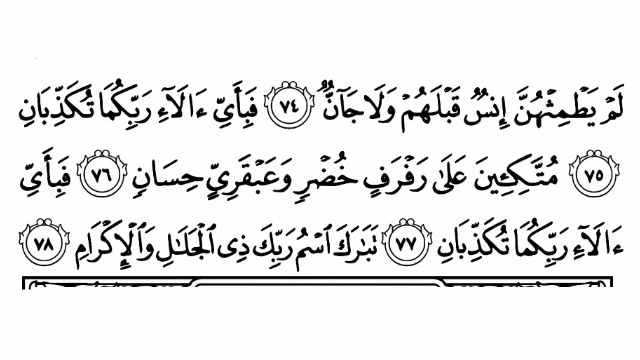 لَمْ يَطْمِثْهُنَّ إِنسٌ قَبْلَهُمْ وَلَا جَآنٌّ ٧٤ فَبِأَيِّ ءَالَآءِ رَبِّكُمَا تُكَذِّبَانِ
٧٥ مُتَّكِـِٔينَ عَلَىٰ رَفْرَفٍ خُضْرٍ وَعَبْقَرِيٍّ حِسَانٍ ٧٦ فَبِأَيِّ
ءَالَآءِ رَبِّكُمَا تُكَذِّبَانِ ٧٧ تَبَٰرَكَ ٱسْمُ رَبِّكَ ذِى ٱلْجَلَٰلِ وَٱلْإِكْرَامِ ٧٨